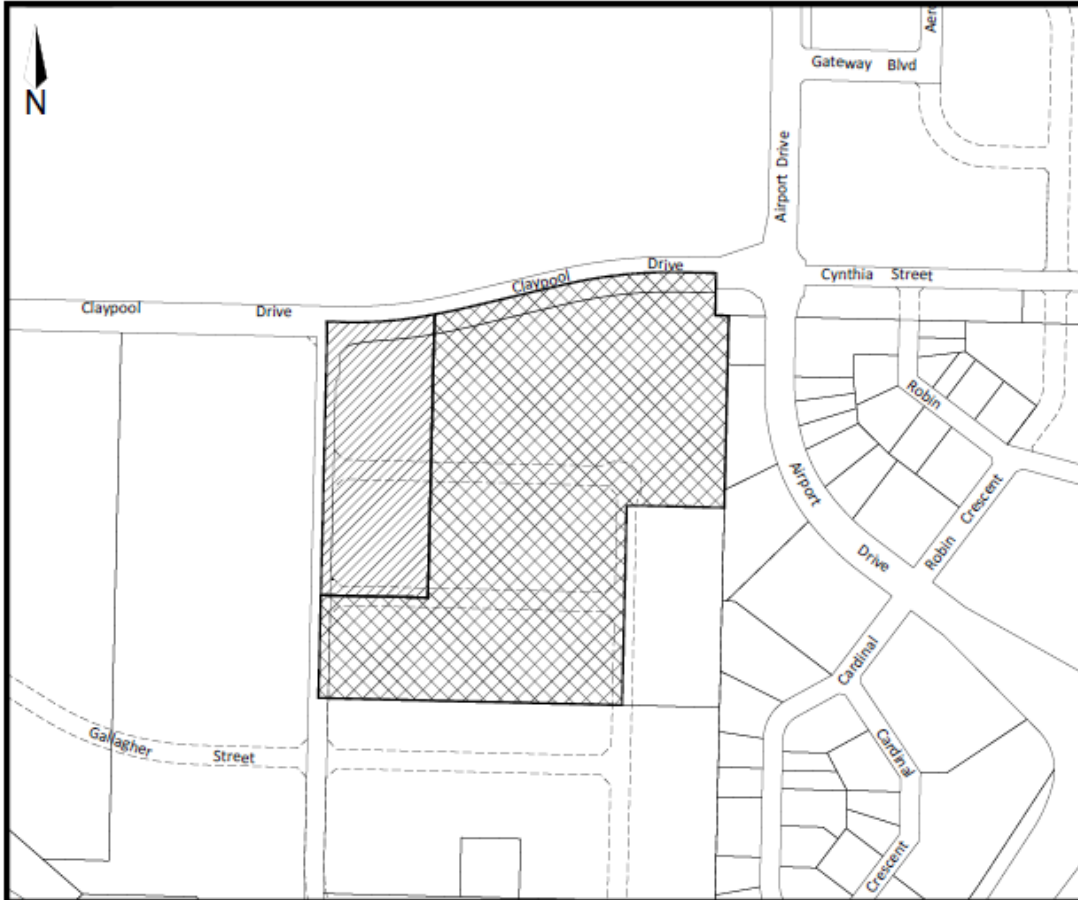 Aero
Gateway Blvd
N
Airport Drive
Claypool Drive
Cynthia Street
Claypool Drive
Robin
Airport
Crescent
Robin
Drive
Cardinal
Gallagher Street
Cardinal
Crescent